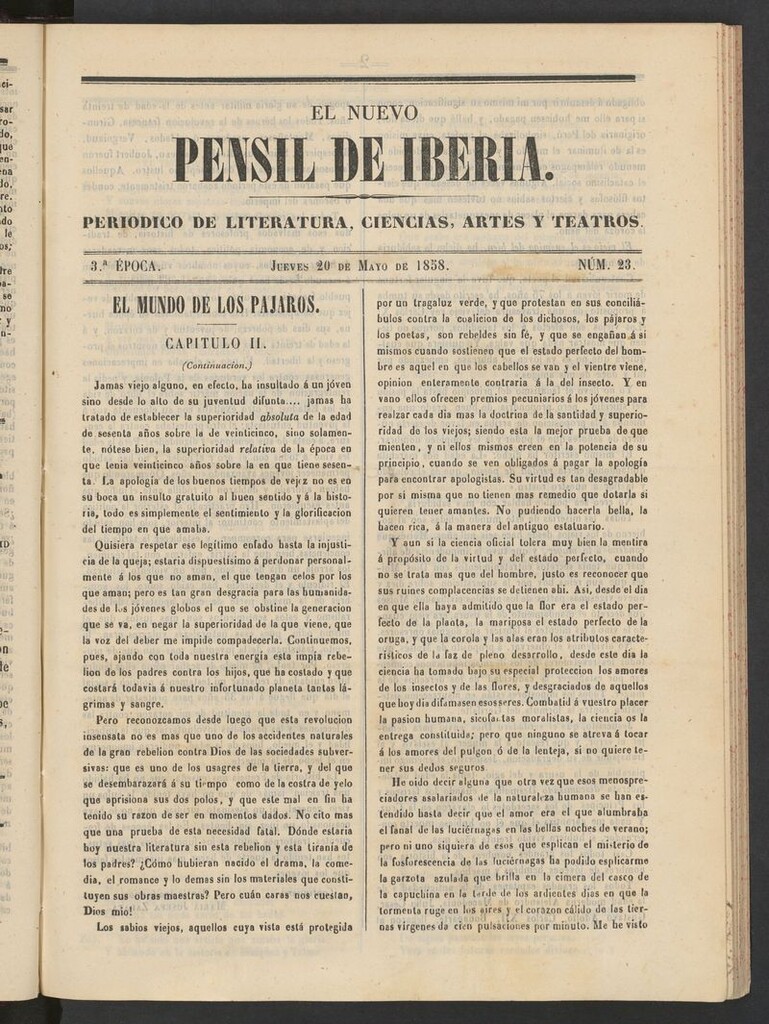 EL NUEVO
PENSIL DE IBERIA.
PERIODICO DE LITERATURA, CIENCIAS, ARTES Y TEATROS.
3.ª ÉPOCA. JUEVES 20 DE MAYO DE 1858. NÚM. 23.
EL MUNDO DE LOS PAJAROS.
CAPITULO II.
(Continuacion.)
Jamas viejo alguno, en efecto, ha insultado á un jóven
sino desde lo alto de su juventud difunta.... jamas ha
tratado de establecer la superioridad absoluta de la edad
de sesenta años sobre la de veinticinco, sino solamen-
te, nótese bien, la superioridad relativa de la época en
que tenia veinticinco años sobre la en que tiene sesen-
ta. La apología de los buenos tiempos de vejez no es en
su boca un insulto gratuito al buen sentido y á la histo-
ria, todo es simplemente el sentimiento y la glorificacion
del tiempo en que amaba.
Quisiera respetar ese legítimo enfado hasta la injusti-
cia de la queja; estaria dispuestísimo á perdonar personal-
mente á los que no aman, el que tengan celos por los
que aman; pero es tan gran desgracia para las humanida-
des de los jóvenes globos el que se obstine la generacion
que se va, en negar la superioridad de la que viene, que
la voz del deber me impide compadecerla. Continuemos,
pues, ajando con toda nuestra energía esta impía rebe-
lion de los padres contra los hijos, que ha costado y que
costará todavia á nuestro infortunado planeta tantas lá-
grimas y sangre.
Pero reconozcamos desde luego que esta revolucion
insensata no es mas que uno de los accidentes naturales
de la gran rebelion contra Dios de las sociedades subver-
sivas: que es uno de los usagres de la tierra, y del que
se desembarazará á su tiempo como de la costra de yelo
que aprisiona sus dos polos, y que este mal en fin ha
tenido su razon de ser en momentos dados. No cito mas
que una prueba de esta necesidad fatal. Dónde estaria
hoy nuestra literatura sin esta rebelion y esta tirania de
los padres? ¿Cómo hubieran nacido el drama, la come-
dia, el romance y lo demas sin los materiales que consti-
tuyen sus obras maestras? Pero cuán caras nos cuestan,
Dios mio!
Los sabios viejos, aquellos cuya vista está protegida
por un tragaluz verde, y que protestan en sus conciliá-
bulos contra la coalicion de los dichosos, los pájaros y
los poetas, son rebeldes sin fé, y que se engañan á si
mismos cuando sostienen que el estado perfecto del hom-
bre es aquel en que los cabellos se van y el vientre viene,
opinion enteramente contraria á la del insecto. Y en
vano ellos ofrecen premios pecuniarios á los jóvenes para
realzar cada dia mas la doctrina de la santidad y superio-
ridad de los viejos; siendo esta la mejor prueba de que
mienten, y ni ellos mismos creen en la potencia de su
principio, cuando se ven obligados á pagar la apología
para encontrar apologistas. Su virtud es tan desagradable
por si misma que no tienen mas remedio que dotarla si
quieren tener amantes. No pudiendo hacerla bella, la
hacen rica, á la manera del antiguo estatuario.
Y aun si la ciencia oficial tolera muy bien la mentira
á propósito de la virtud y del estado perfecto, cuando
no se trata mas que del hombre, justo es reconocer que
sus ruines complacencias se detienen ahi. Asi, desde el dia
en que ella haya admitido que la flor era el estado per-
fecto de la planta, la mariposa el estado perfecto de la
oruga, y que la corola y las alas eran los atributos caracte-
rísticos de la faz de pleno desarrollo, desde este dia la
ciencia ha tomado bajo su especial proteccion los amores
de los insectos y de las flores, y desgraciados de aquellos
que hoy dia difamasen esos seres. Combatid á vuestro placer
la pasion humana, sicofantas moralistas, la ciencia os la
entrega constituida; pero que ninguno se atreva á tocar
á los amores del pulgon ó de la lenteja, si no quiere te-
ner sus dedos seguros.
He oido decir alguna que otra vez que esos menospre-
ciadores asalariados de la naturaleza humana se han es-
tendido hasta decir que el amor era el que alumbraba
el fanal de las luciérnagas en las bellas noches de verano;
pero ni uno siquiera de esos que esplican el misterio de
la fosforescencia de las luciérnagas ha podido esplicarme
la garzota azulada que brilla en la cimera del casco de
la capuchina en la tarde de los ardientes dias en que la
tormenta ruge en los aires y el corazon cálido de las tier-
nas vírgenes da cien pulsaciones por minuto. Me he visto